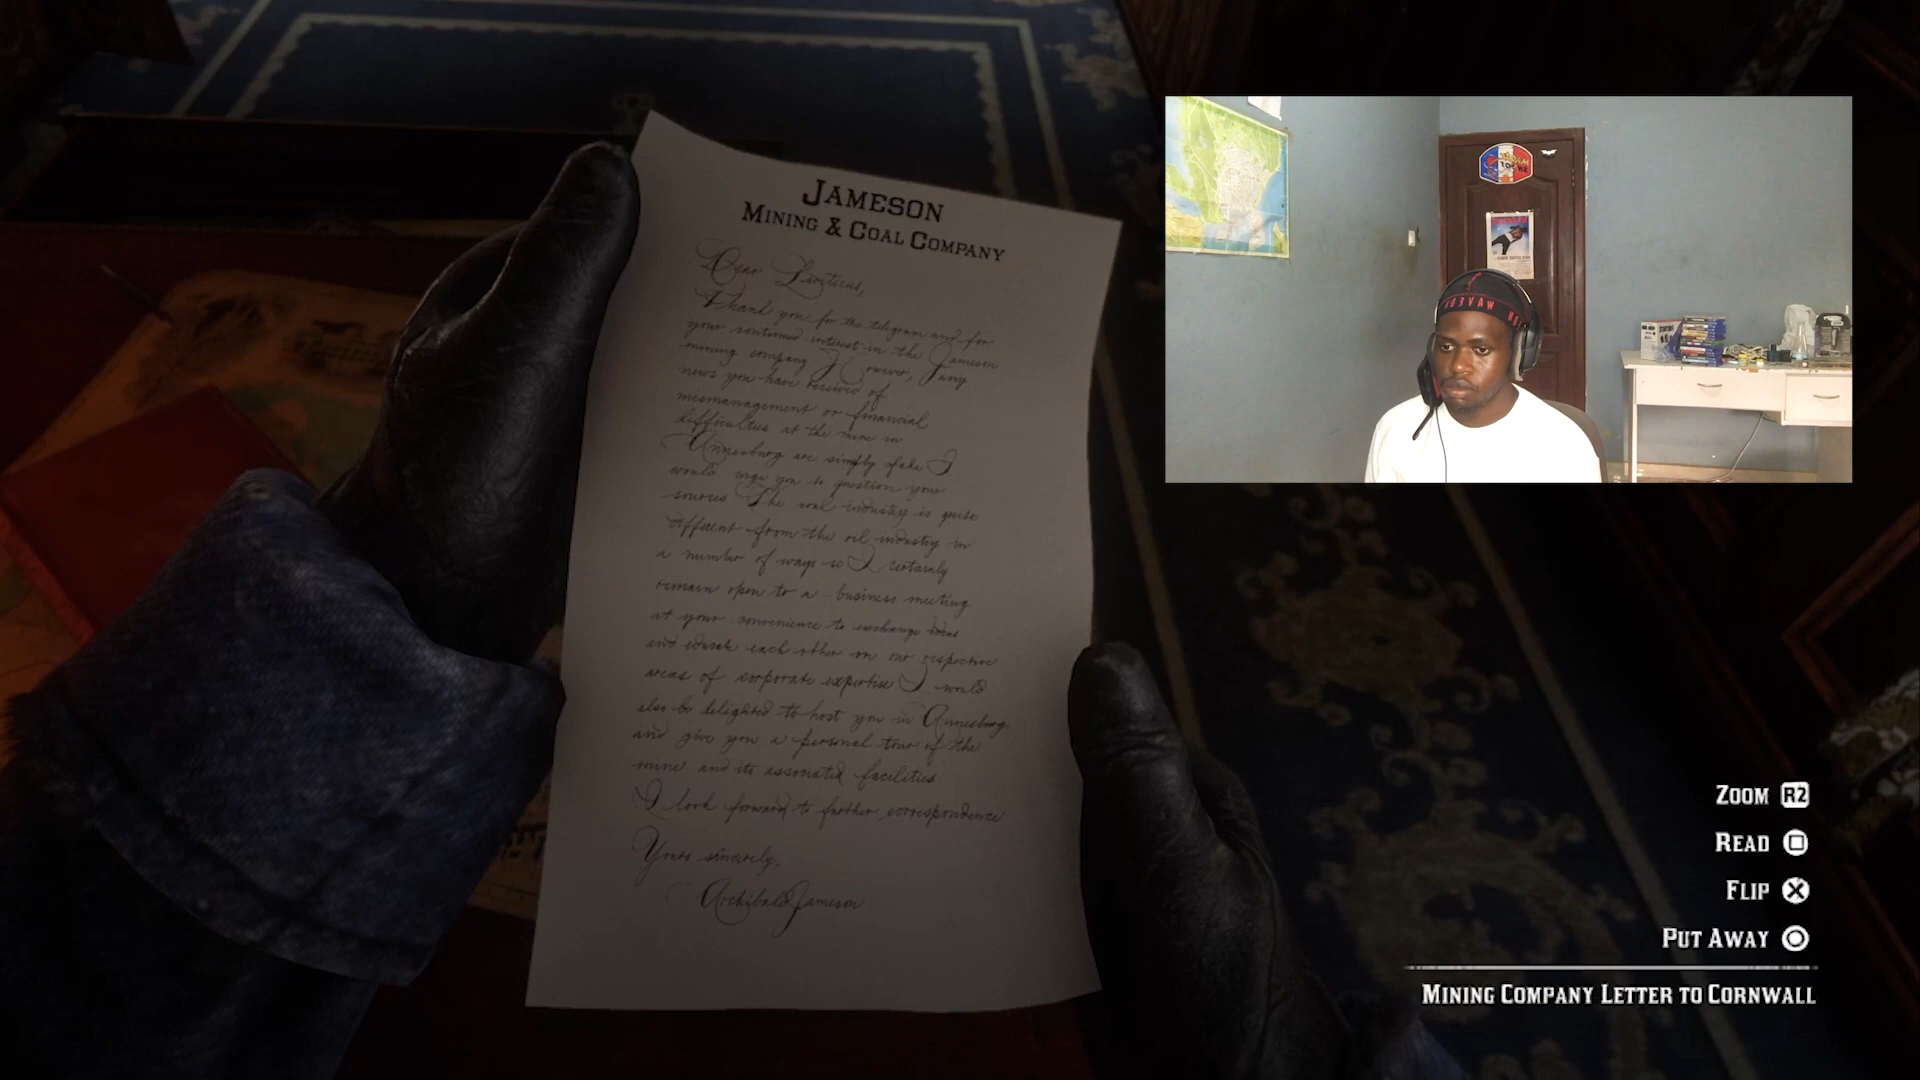 JAMESON
MINING & COAL COMPANY
Dear Leviticus,
Thank you for the telegram and for
your continued interest in the Jameson
mining company However, I any
news you have received of
mismanagement or financial
difficulties at the mine in
Annesburg are simply fake I
would urge you to question your
sources The coal industry is quite
different from the oil industry in
a number of ways so I certainly
remain open to a business meeting
at your convenience to exchange ideas
and educate each other on our respective
areas of corporate expertise I would
also be delighted to host you in Annesburg
and give you a personal tour of the
mine and its associated facilities
I look forward to further correspondence
Yours sincerely,
Archibald Jameson
ZOOM R2
READ
FLIP
PUT AWAY
MINING COMPANY LETTER TO CORNWALL